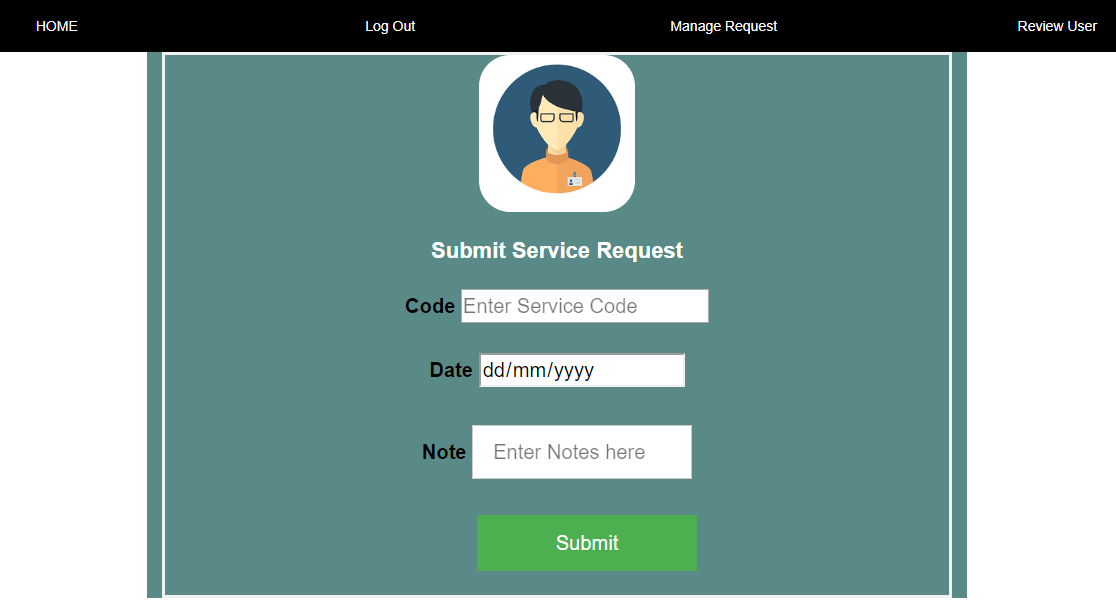 HOME Log Out Manage Request Review User
Submit Service Request
Code Enter Service Code
Date dd/mm/yyyy
Note Enter Notes here
Submit